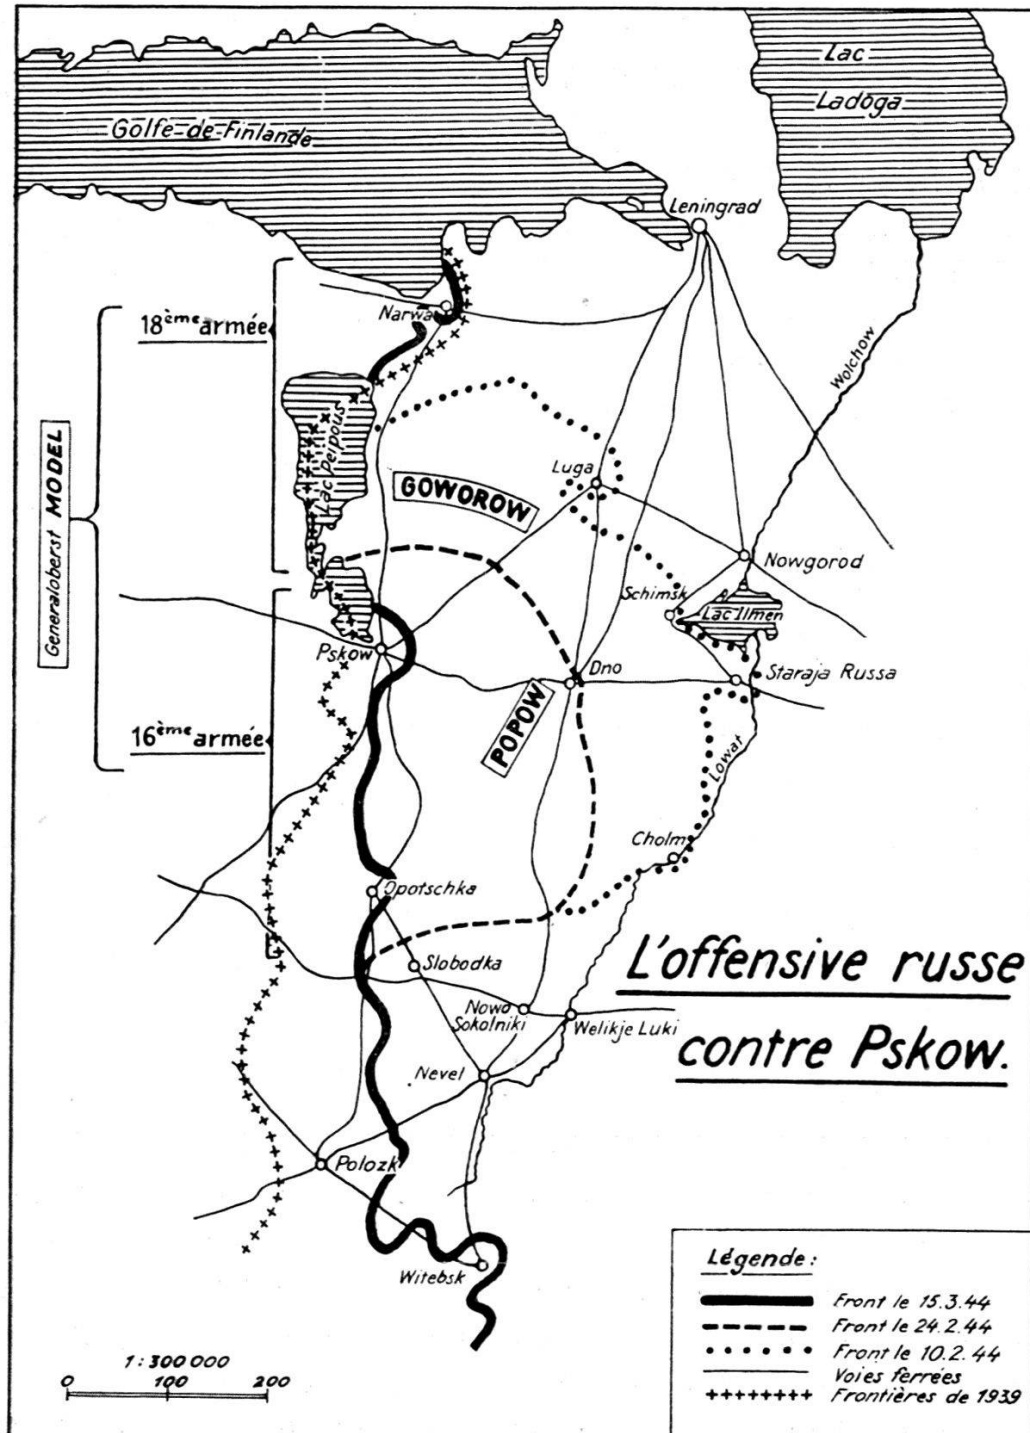 Lac
Ladoga
Golfe-de-Finlande
Leningrad
18ème armée
Narwa
Wolchow
Lac Peipous
Generaloberst MODEL
GOWOROW
Luga
Nowgorod
Schimsk
Lac Ilmen
Pskow
Dno
Staraja Russa
16ème armée
POPOW
Lowat
Cholm
Opotschka
L'offensive russe
contre Pskow.
Slobodka
Nowo
Sokolniki
Welikje Luki
Nevel
Polozk
Witebsk
Légende:
Front le 15.3.44
Front le 24.2.44
Front le 10.2.44
Voies ferrées
Frontières de 1939
1:300 000
0 100 200